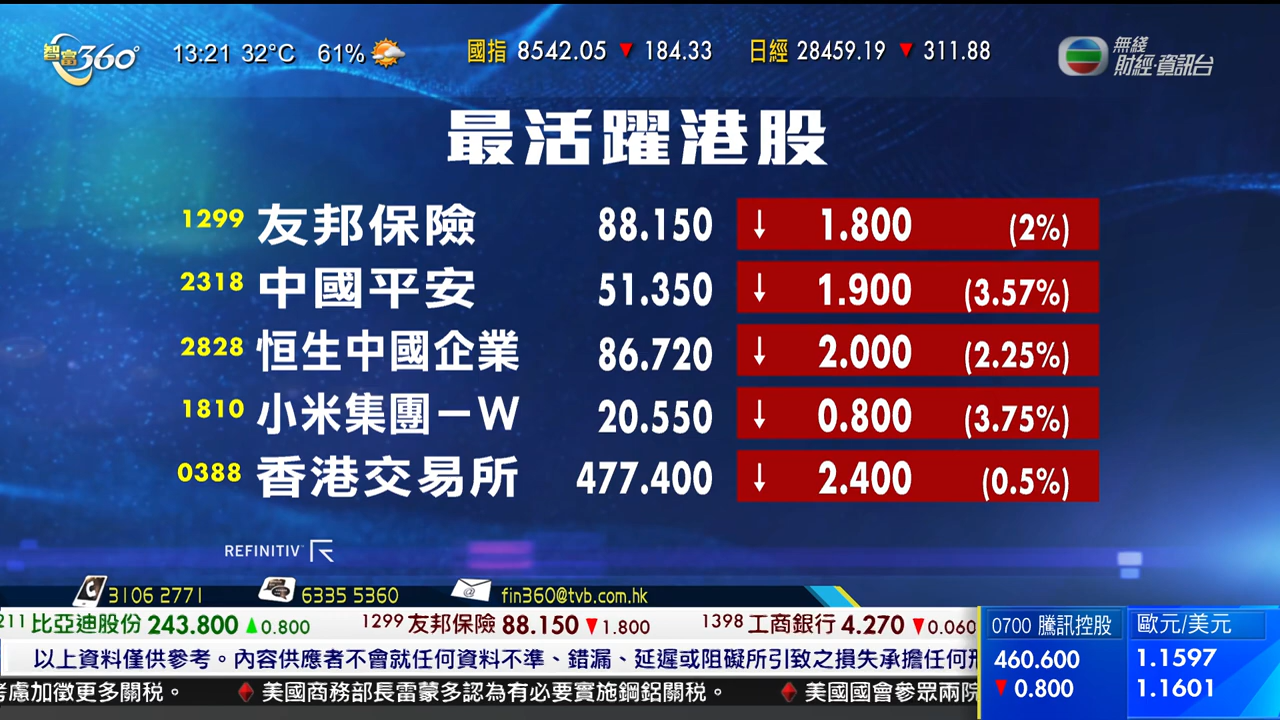 智富360°
13:21 32°C 61% 國指 8542.05 ▼ 184.33 日經 28459.19 ▼ 311.88
無綫
財經·資訊台
最活躍港股
1299 友邦保險 88.150 ↓ 1.800 (2%)
2318 中國平安 51.350 ↓ 1.900 (3.57%)
2828 恒生中國企業 86.720 ↓ 2.000 (2.25%)
1810 小米集團－W 20.550 ↓ 0.800 (3.75%)
0388 香港交易所 477.400 ↓ 2.400 (0.5%)
REFINITIV
3106 2771 6335 5360 fin360@tvb.com.hk
211 比亞迪股份 243.800 ▲0.800 1299 友邦保險 88.150 ▼1.800 1398 工商銀行 4.270 ▼0.060
以上資料僅供參考。內容供應者不會就任何資料不準、錯漏、延遲或阻礙所引致之損失承擔任何
慮加徵更多關稅。 ♦ 美國商務部長雷蒙多認為有必要實施鋼鋁關稅。 ♦ 美國國會參眾兩院
0700 騰訊控股
460.600
▼ 0.800
歐元/美元
1.1597
1.1601